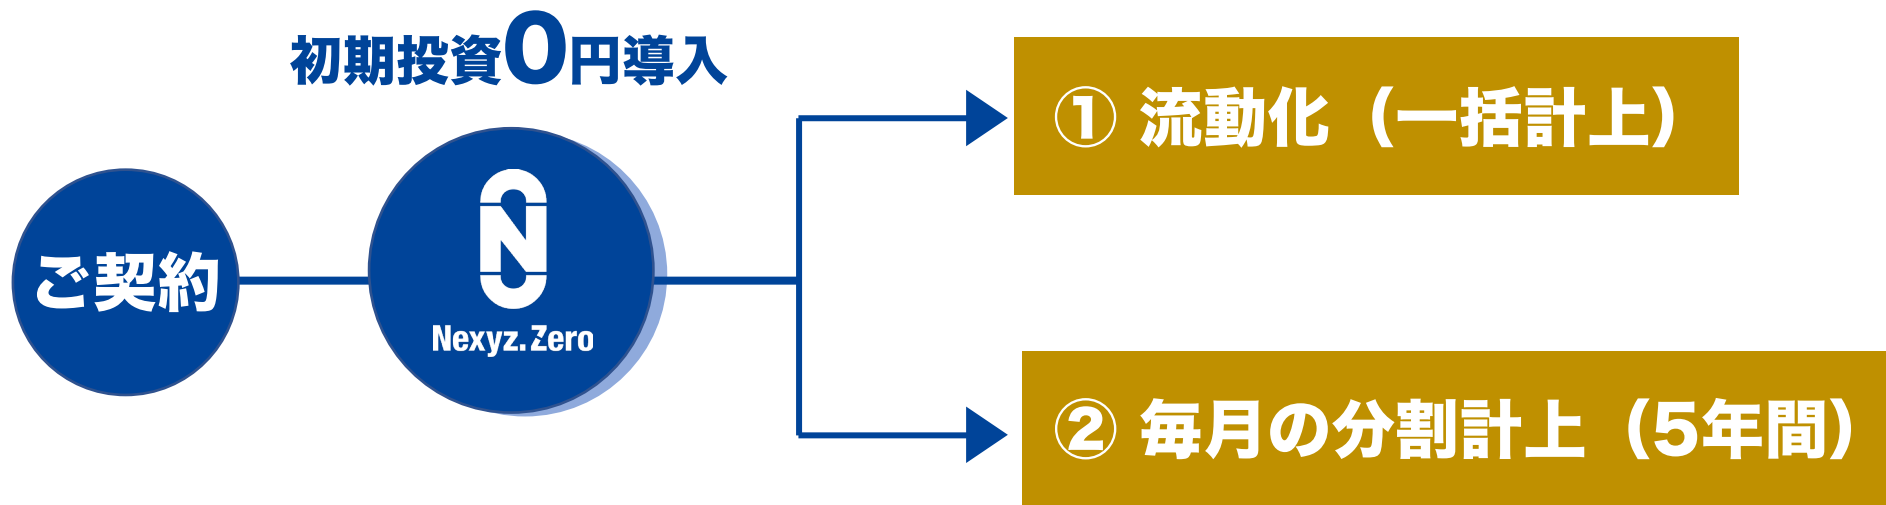 初期投資0円導入
ご契約
Nexyz.Zero
① 流動化（一括計上）
② 毎月の分割計上（5年間）